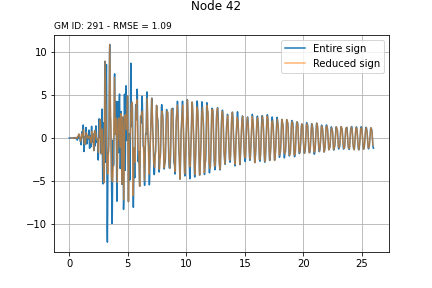 Node 42
GM ID: 291 - RMSE = 1.09
Entire sign
Reduced sign
10
5
0
−5
−10
0 5 10 15 20 25